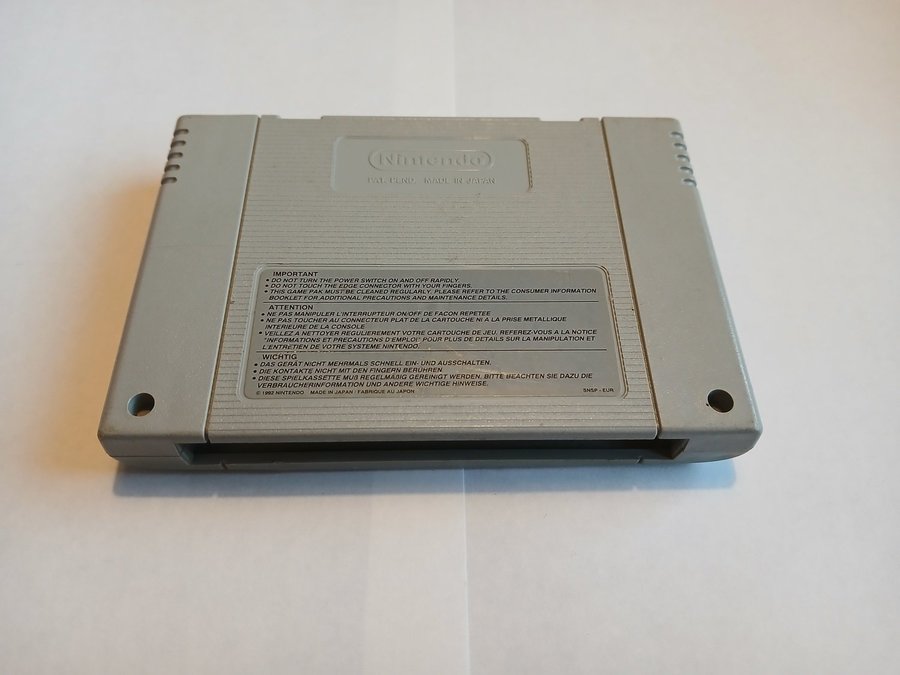 Nintendo
PAT. PEND. MADE IN JAPAN
IMPORTANT
• DO NOT TURN THE POWER SWITCH ON AND OFF RAPIDLY.
• DO NOT TOUCH THE EDGE CONNECTOR WITH YOUR FINGERS.
• THIS GAME PAK MUST BE CLEANED REGULARLY. PLEASE REFER TO THE CONSUMER INFORMATION
BOOKLET FOR ADDITIONAL PRECAUTIONS AND MAINTENANCE DETAILS.
ATTENTION
• NE PAS MANIPULER L'INTERRUPTEUR ON/OFF DE FACON REPETEE
• NE PAS TOUCHER AU CONNECTEUR PLAT DE LA CARTOUCHE NI A LA PRISE METALLIQUE
INTERIEURE DE LA CONSOLE
• VEILLEZ A NETTOYER REGULIEREMENT VOTRE CARTOUCHE DE JEU. REFEREZ-VOUS A LA NOTICE
"INFORMATIONS ET PRECAUTIONS D'EMPLOI" POUR PLUS DE DETAILS SUR LA MANIPULATION ET
L'ENTRETIEN DE VOTRE SYSTEME NINTENDO.
WICHTIG
• DAS GERÄT NICHT MEHRMALS SCHNELL EIN- UND AUSSCHALTEN.
• DIE KONTAKTE NICHT MIT DEN FINGERN BERÜHREN.
• DIESE SPIELKASSETTE MUß REGELMÄßIG GEREINIGT WERDEN. BITTE BEACHTEN SIE DAZU DIE
VERBRAUCHERINFORMATION UND ANDERE WICHTIGE HINWEISE.
© 1992 NINTENDO MADE IN JAPAN / FABRIQUE AU JAPON SNSP - EUR